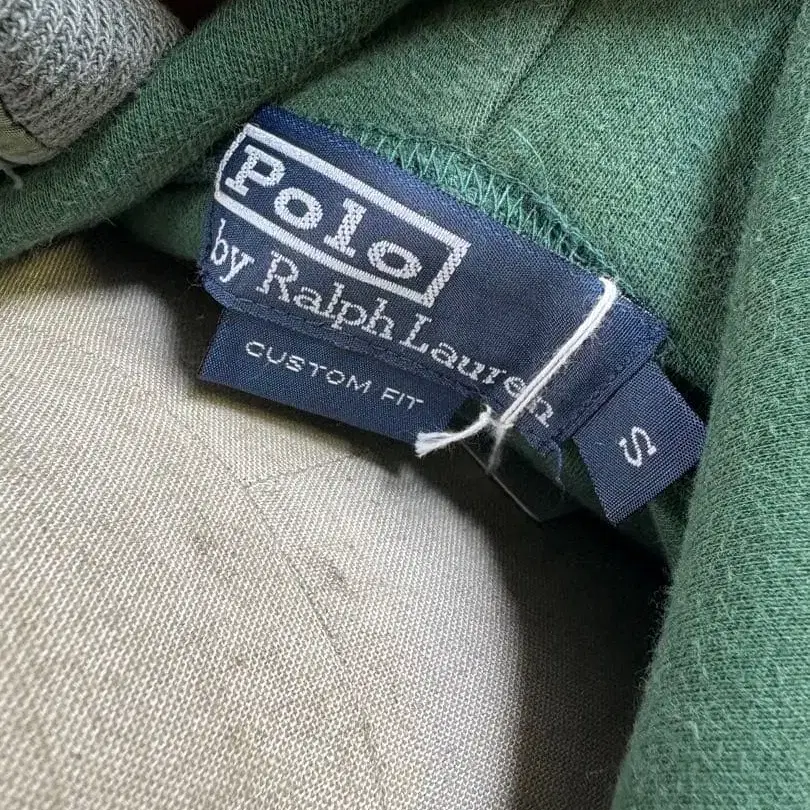 Polo
by Ralph Lauren
CUSTOM FIT
S